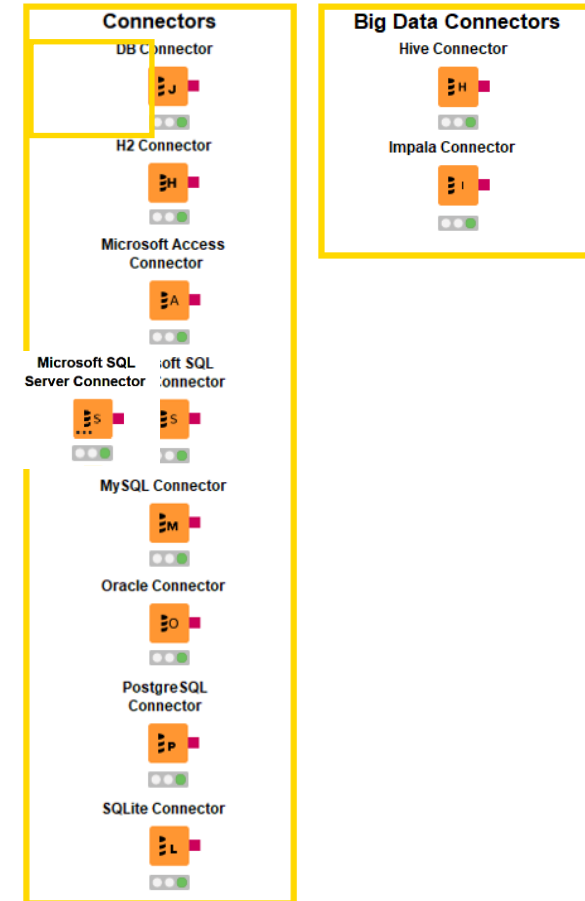 Connectors
DB Connector
J
H2 Connector
H
Microsoft Access
Connector
A
Microsoft SQL
Server Connector
S
soft SQL
Connector
S
MySQL Connector
M
Oracle Connector
O
PostgreSQL
Connector
P
SQLite Connector
L
Big Data Connectors
Hive Connector
H
Impala Connector
I